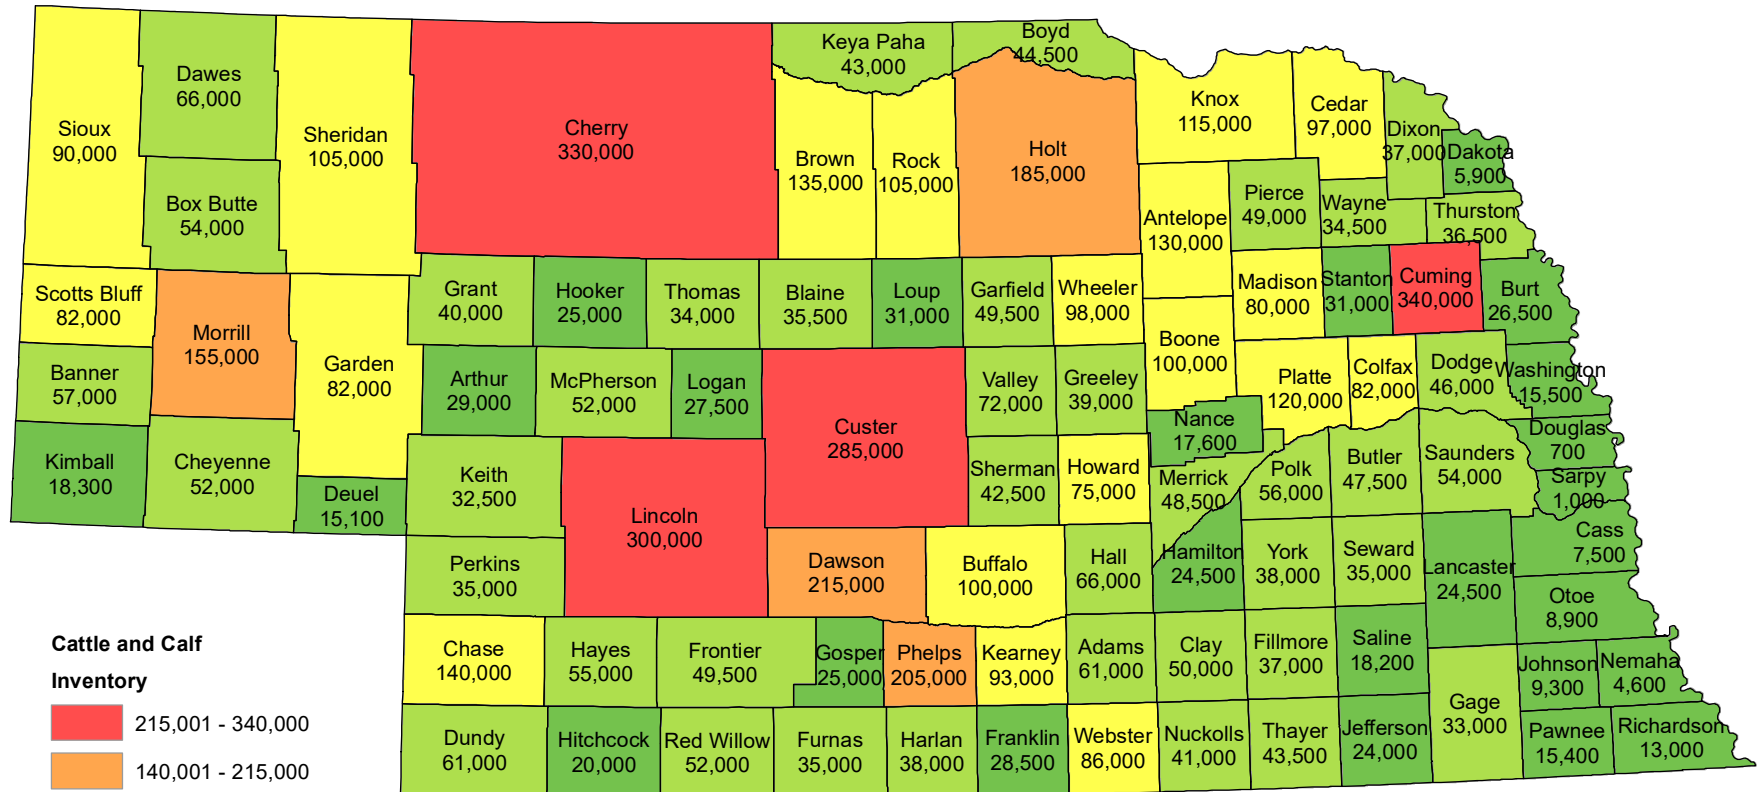 Sioux
90,000
Dawes
66,000
Box Butte
54,000
Sheridan
105,000
Cherry
330,000
Keya Paha
43,000
Boyd
44,500
Brown
135,000
Rock
105,000
Holt
185,000
Knox
115,000
Cedar
97,000
Dixon
37,000
Dakota
5,900
Antelope
130,000
Pierce
49,000
Wayne
34,500
Thurston
36,500
Scotts Bluff
82,000
Morrill
155,000
Garden
82,000
Grant
40,000
Hooker
25,000
Thomas
34,000
Blaine
35,500
Loup
31,000
Garfield
49,500
Wheeler
98,000
Boone
100,000
Madison
80,000
Stanton
31,000
Cuming
340,000
Burt
26,500
Banner
57,000
Arthur
29,000
McPherson
52,000
Logan
27,500
Custer
285,000
Valley
72,000
Greeley
39,000
Platte
120,000
Colfax
82,000
Dodge
46,000
Washington
15,500
Kimball
18,300
Cheyenne
52,000
Deuel
15,100
Keith
32,500
Lincoln
300,000
Sherman
42,500
Howard
75,000
Nance
17,600
Merrick
48,500
Polk
56,000
Butler
47,500
Saunders
54,000
Douglas
700
Sarpy
1,000
Perkins
35,000
Dawson
215,000
Buffalo
100,000
Hall
66,000
Hamilton
24,500
York
38,000
Seward
35,000
Lancaster
24,500
Cass
7,500
Otoe
8,900
Chase
140,000
Hayes
55,000
Frontier
49,500
Gosper
25,000
Phelps
205,000
Kearney
93,000
Adams
61,000
Clay
50,000
Fillmore
37,000
Saline
18,200
Gage
33,000
Johnson
9,300
Nemaha
4,600
Dundy
61,000
Hitchcock
20,000
Red Willow
52,000
Furnas
35,000
Harlan
38,000
Franklin
28,500
Webster
86,000
Nuckolls
41,000
Thayer
43,500
Jefferson
24,000
Pawnee
15,400
Richardson
13,000
Cattle and Calf
Inventory
215,001 - 340,000
140,001 - 215,000